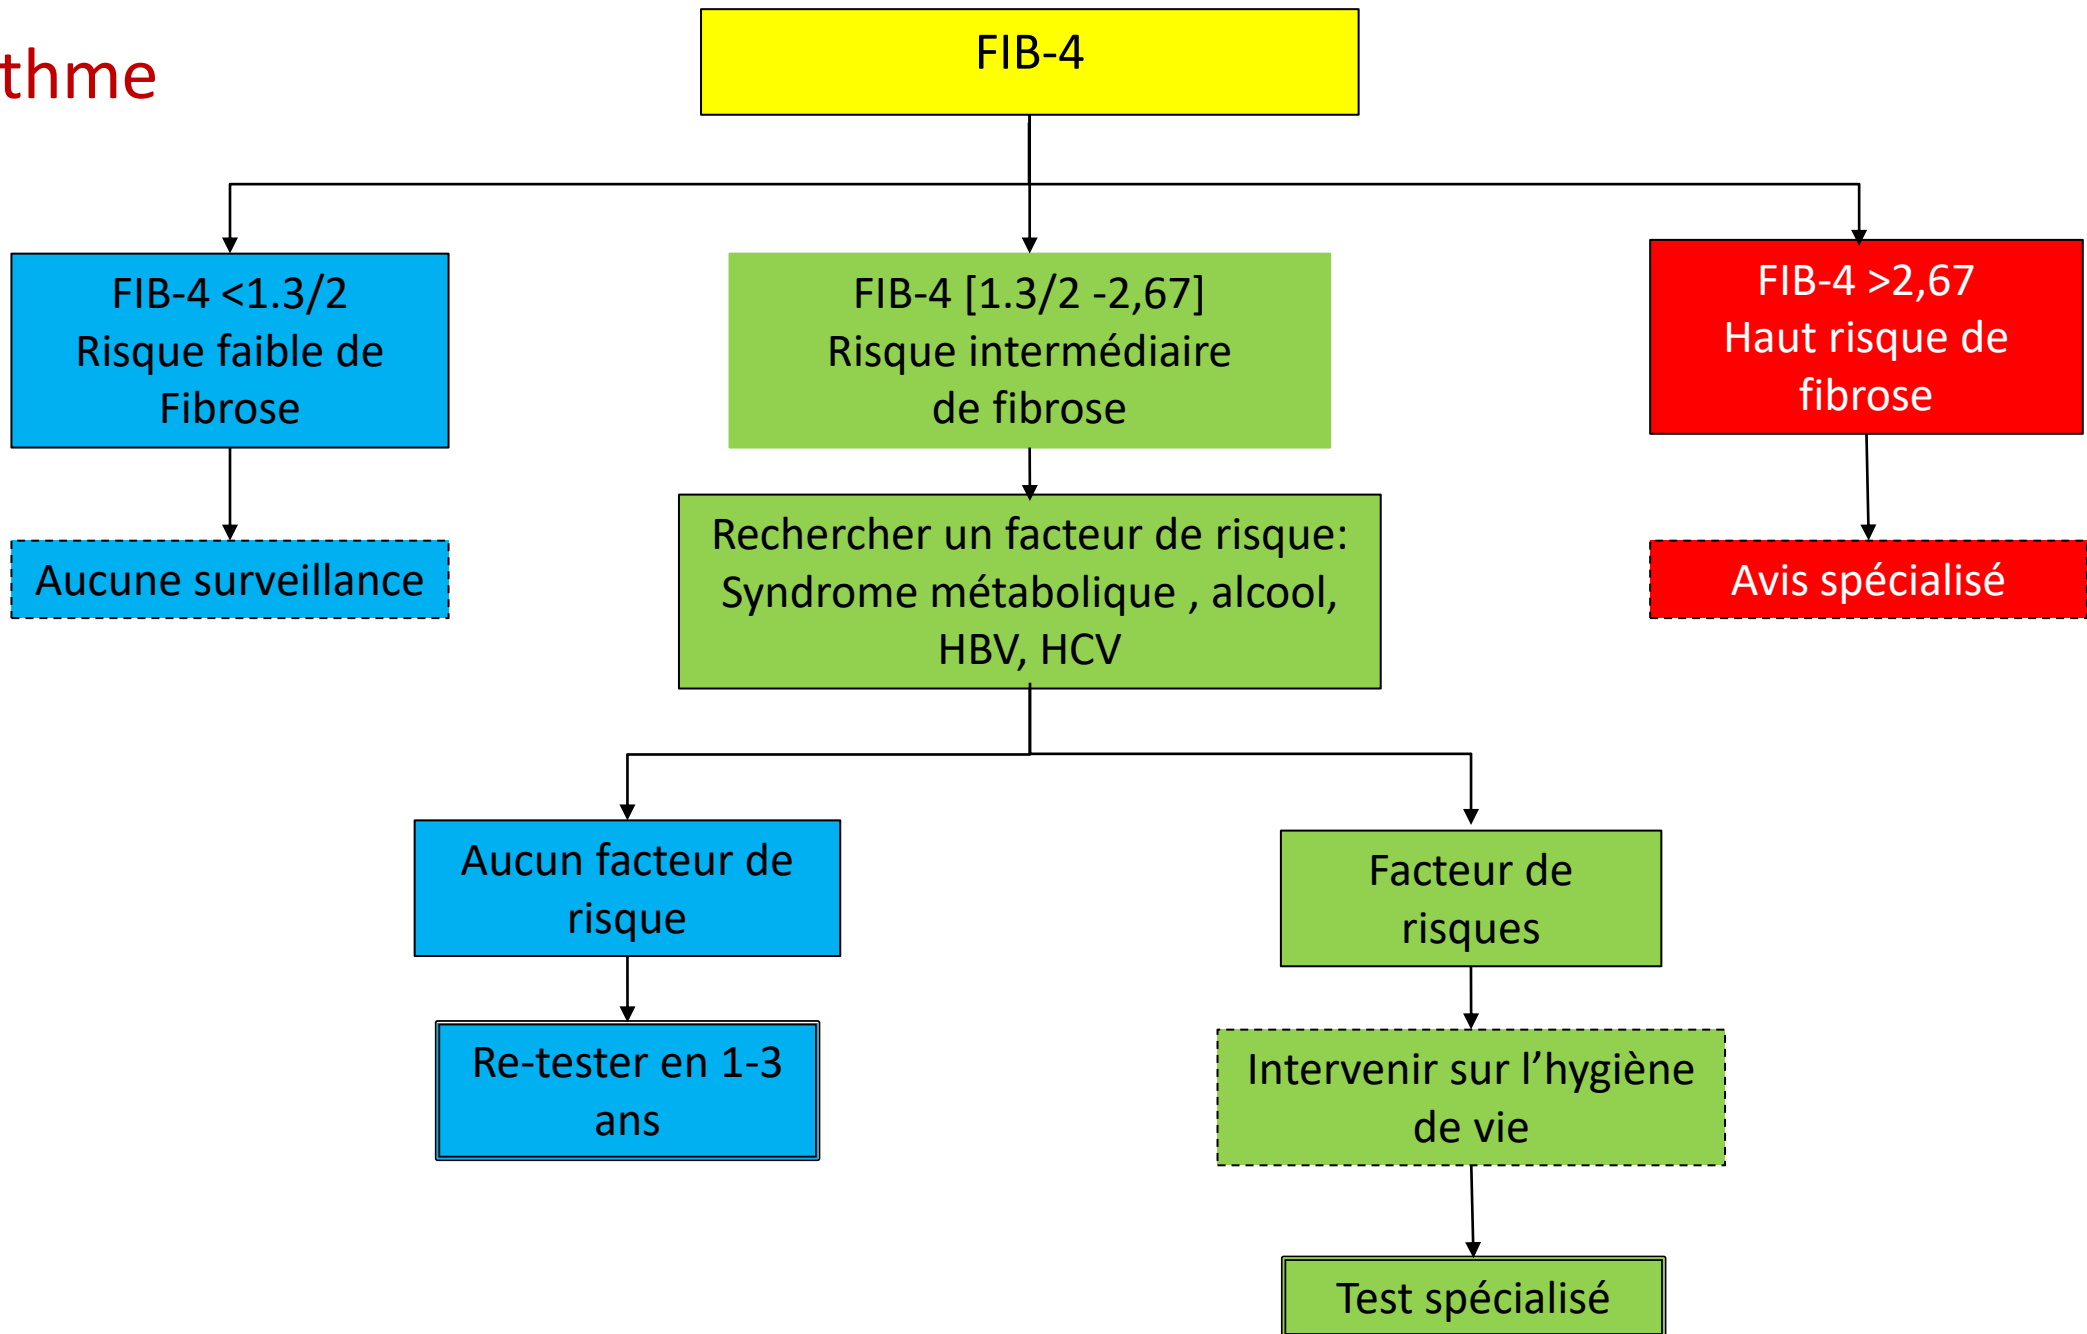 thme
FIB-4
FIB-4 <1.3/2
Risque faible de
Fibrose
FIB-4 [1.3/2 -2,67]
Risque intermédiaire
de fibrose
FIB-4 >2,67
Haut risque de
fibrose
Aucune surveillance
Rechercher un facteur de risque:
Syndrome métabolique , alcool,
HBV, HCV
Avis spécialisé
Aucun facteur de
risque
Facteur de
risques
Re-tester en 1-3
ans
Intervenir sur l’hygiène
de vie
Test spécialisé